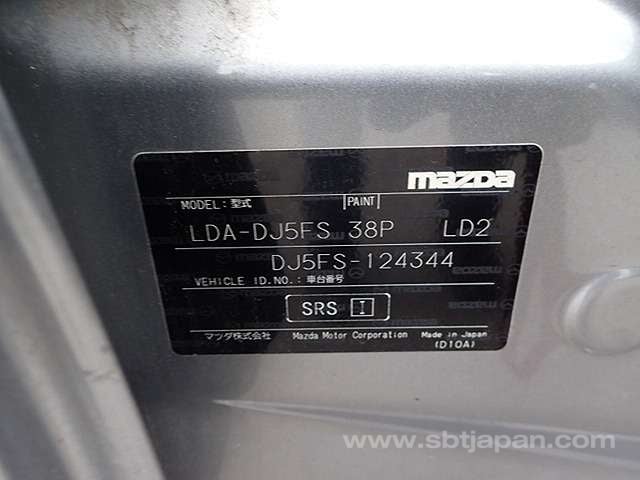 mazda
MODEL: 型式 PAINT
LDA-DJ5FS 38P LD2
DJ5FS-124344
VEHICLE ID.NO.: 車台番号
SRS I
マツダ株式会社 Mazda Motor Corporation Made in Japan
(D10A)
www.sbtjapan.com